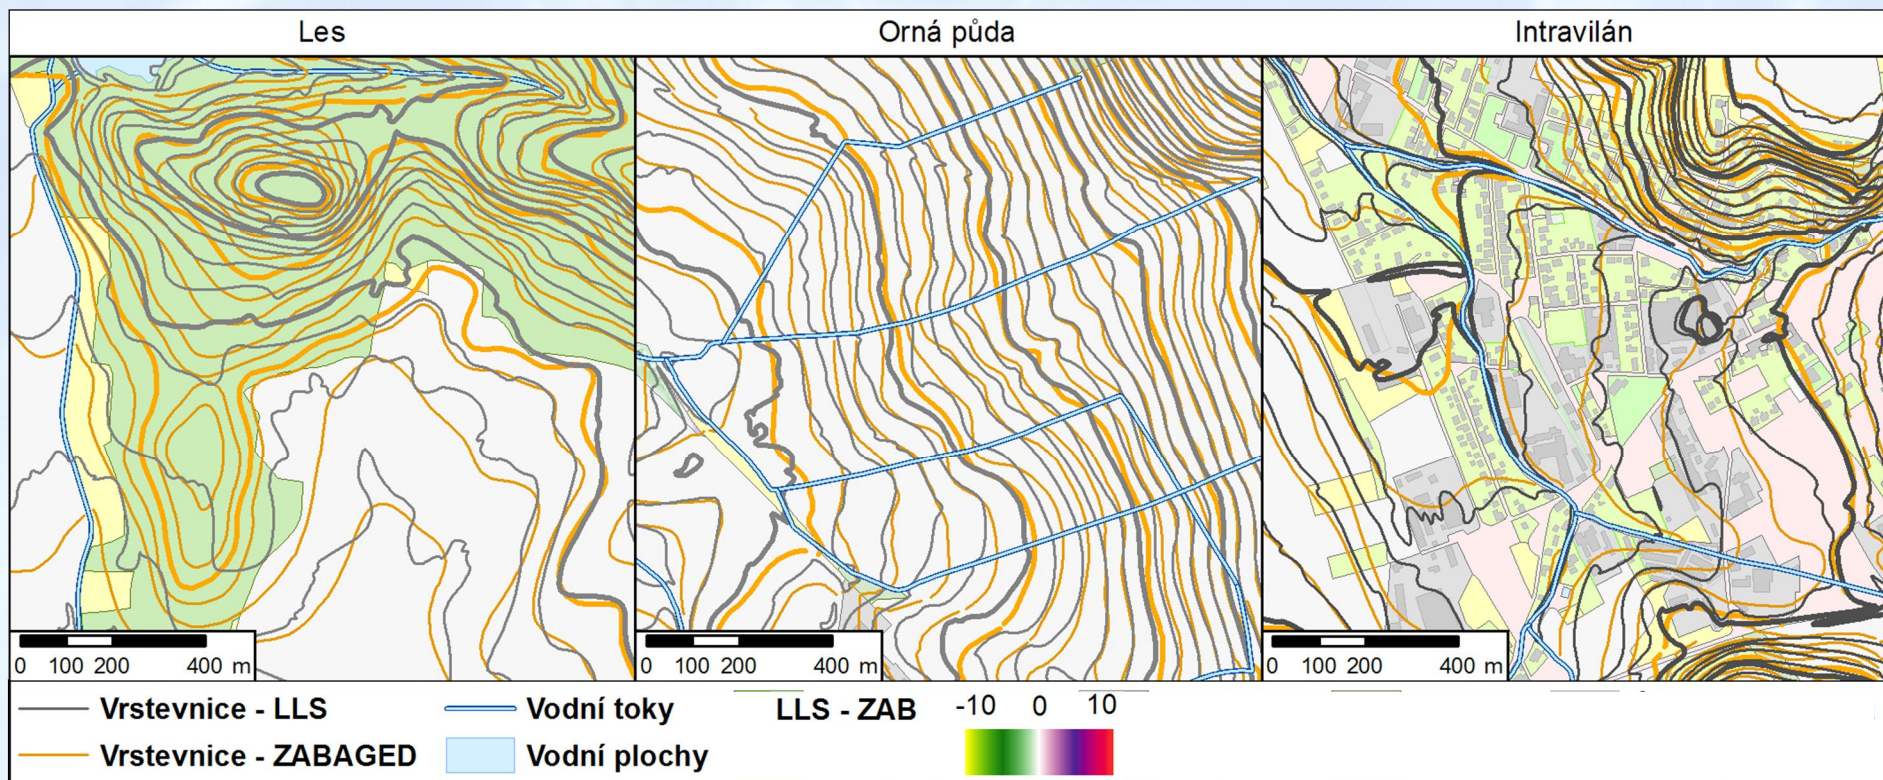 Les
Orná půda
Intravilán
0 100 200 400 m
0 100 200 400 m
0 100 200 400 m
Vrstevnice - LLS
Vodní toky
LLS - ZAB
-10 0 10
Vrstevnice - ZABAGED
Vodní plochy